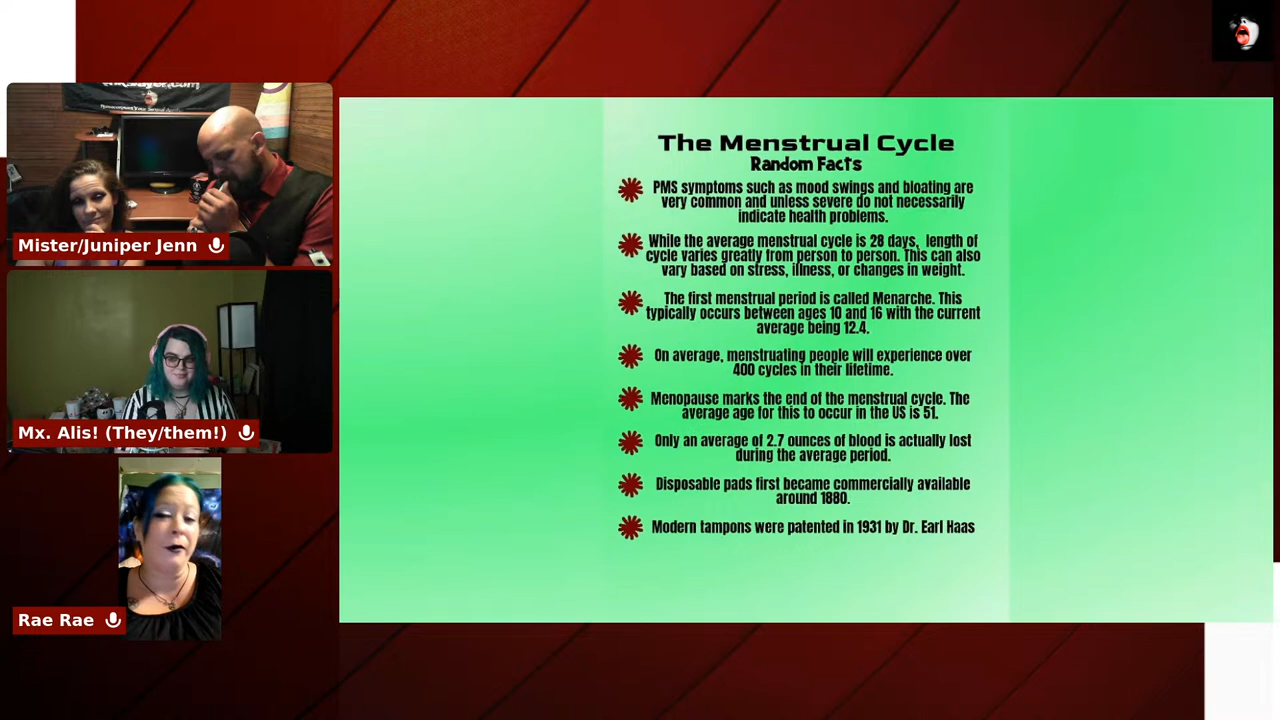 Mister/Juniper Jenn
Mx. Alis! (They/them!)
Rae Rae
The Menstrual Cycle
Random Facts
PMS symptoms such as mood swings and bloating are
very common and unless severe do not necessarily
indicate health problems.
While the average menstrual cycle is 28 days, length of
cycle varies greatly from person to person. This can also
vary based on stress, illness, or changes in weight.
The first menstrual period is called Menarche. This
typically occurs between ages 10 and 16 with the current
average being 12.4.
On average, menstruating people will experience over
400 cycles in their lifetime.
Menopause marks the end of the menstrual cycle. The
average age for this to occur in the US is 51.
Only an average of 2.7 ounces of blood is actually lost
during the average period.
Disposable pads first became commercially available
around 1880.
Modern tampons were patented in 1931 by Dr. Earl Haas